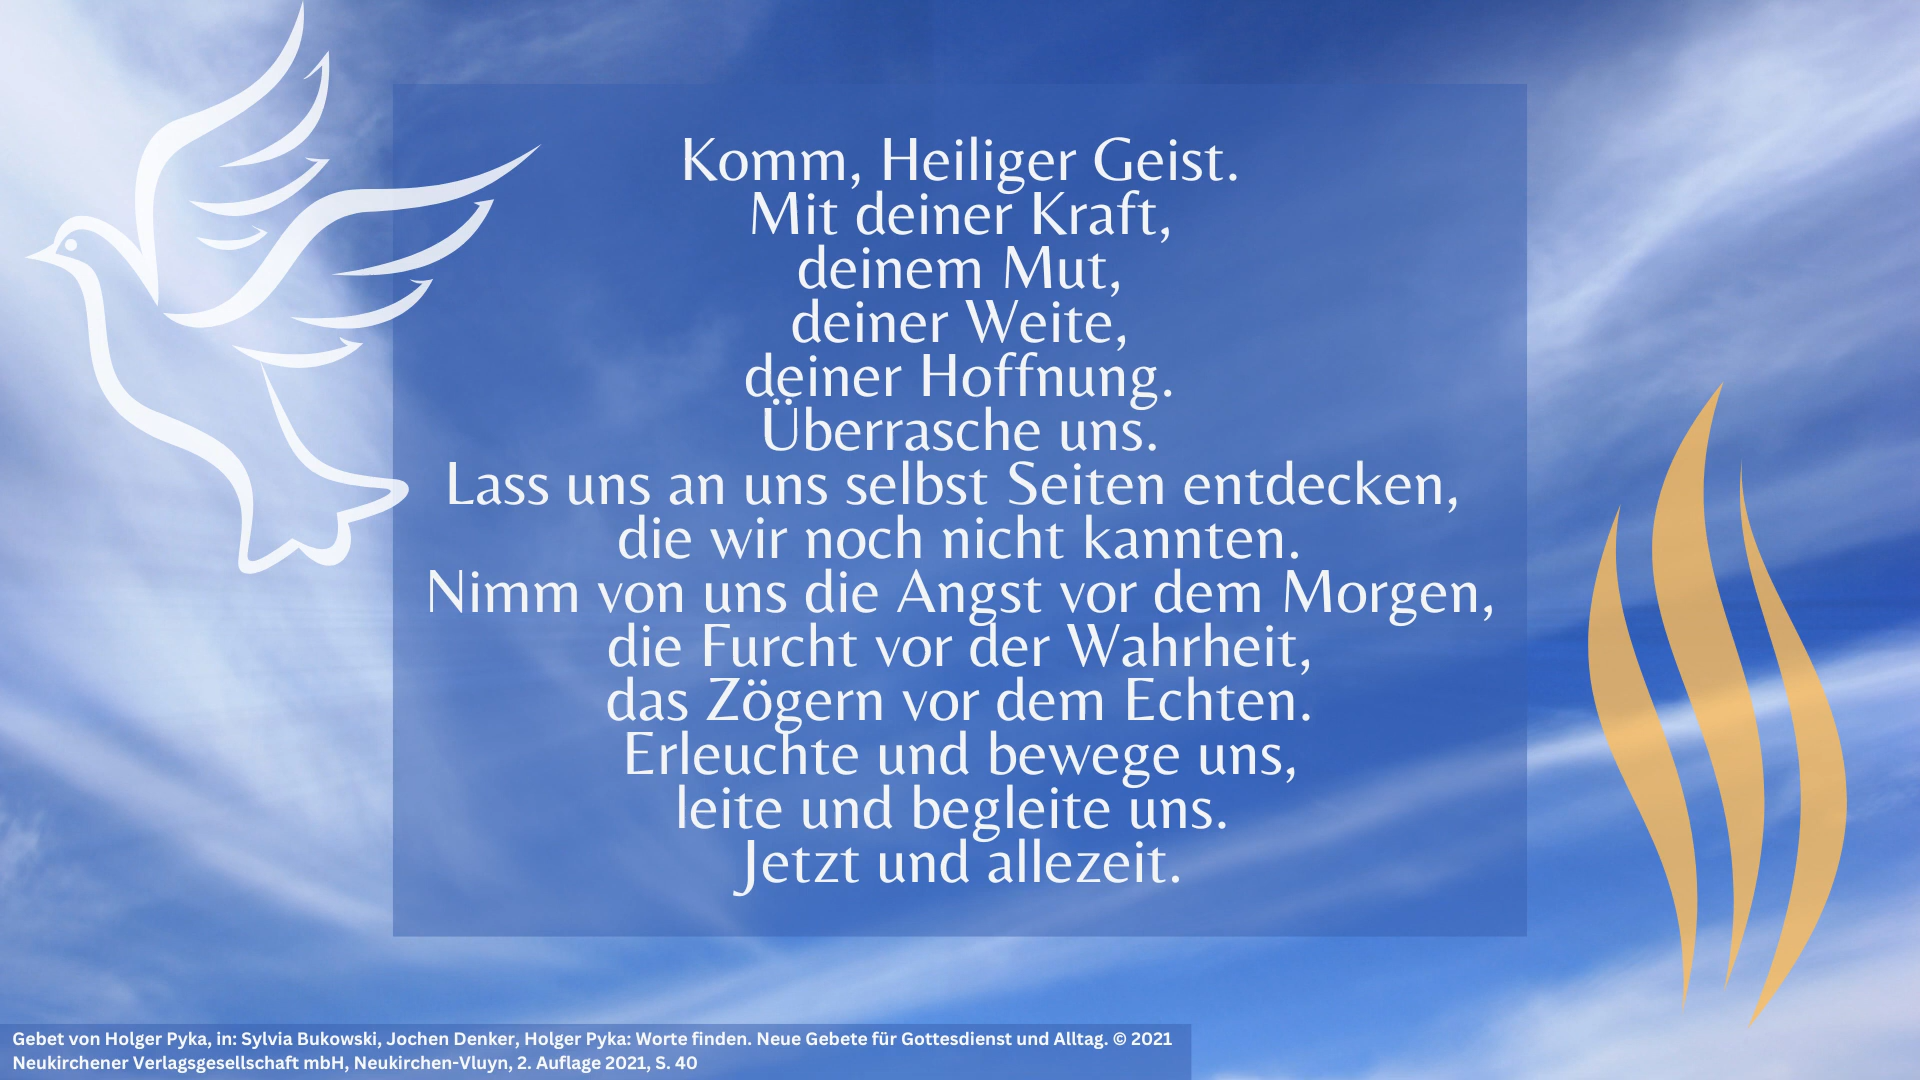 Komm, Heiliger Geist.
Mit deiner Kraft,
deinem Mut,
deiner Weite,
deiner Hoffnung.
Überrasche uns.
Lass uns an uns selbst Seiten entdecken,
die wir noch nicht kannten.
Nimm von uns die Angst vor dem Morgen,
die Furcht vor der Wahrheit,
das Zögern vor dem Echten.
Erleuchte und bewege uns,
leite und begleite uns.
Jetzt und allezeit.
Gebet von Holger Pyka, in: Sylvia Bukowski, Jochen Denker, Holger Pyka: Worte finden. Neue Gebete für Gottesdienst und Alltag. © 2021
Neukirchener Verlagsgesellschaft mbH, Neukirchen-Vluyn, 2. Auflage 2021, S. 40